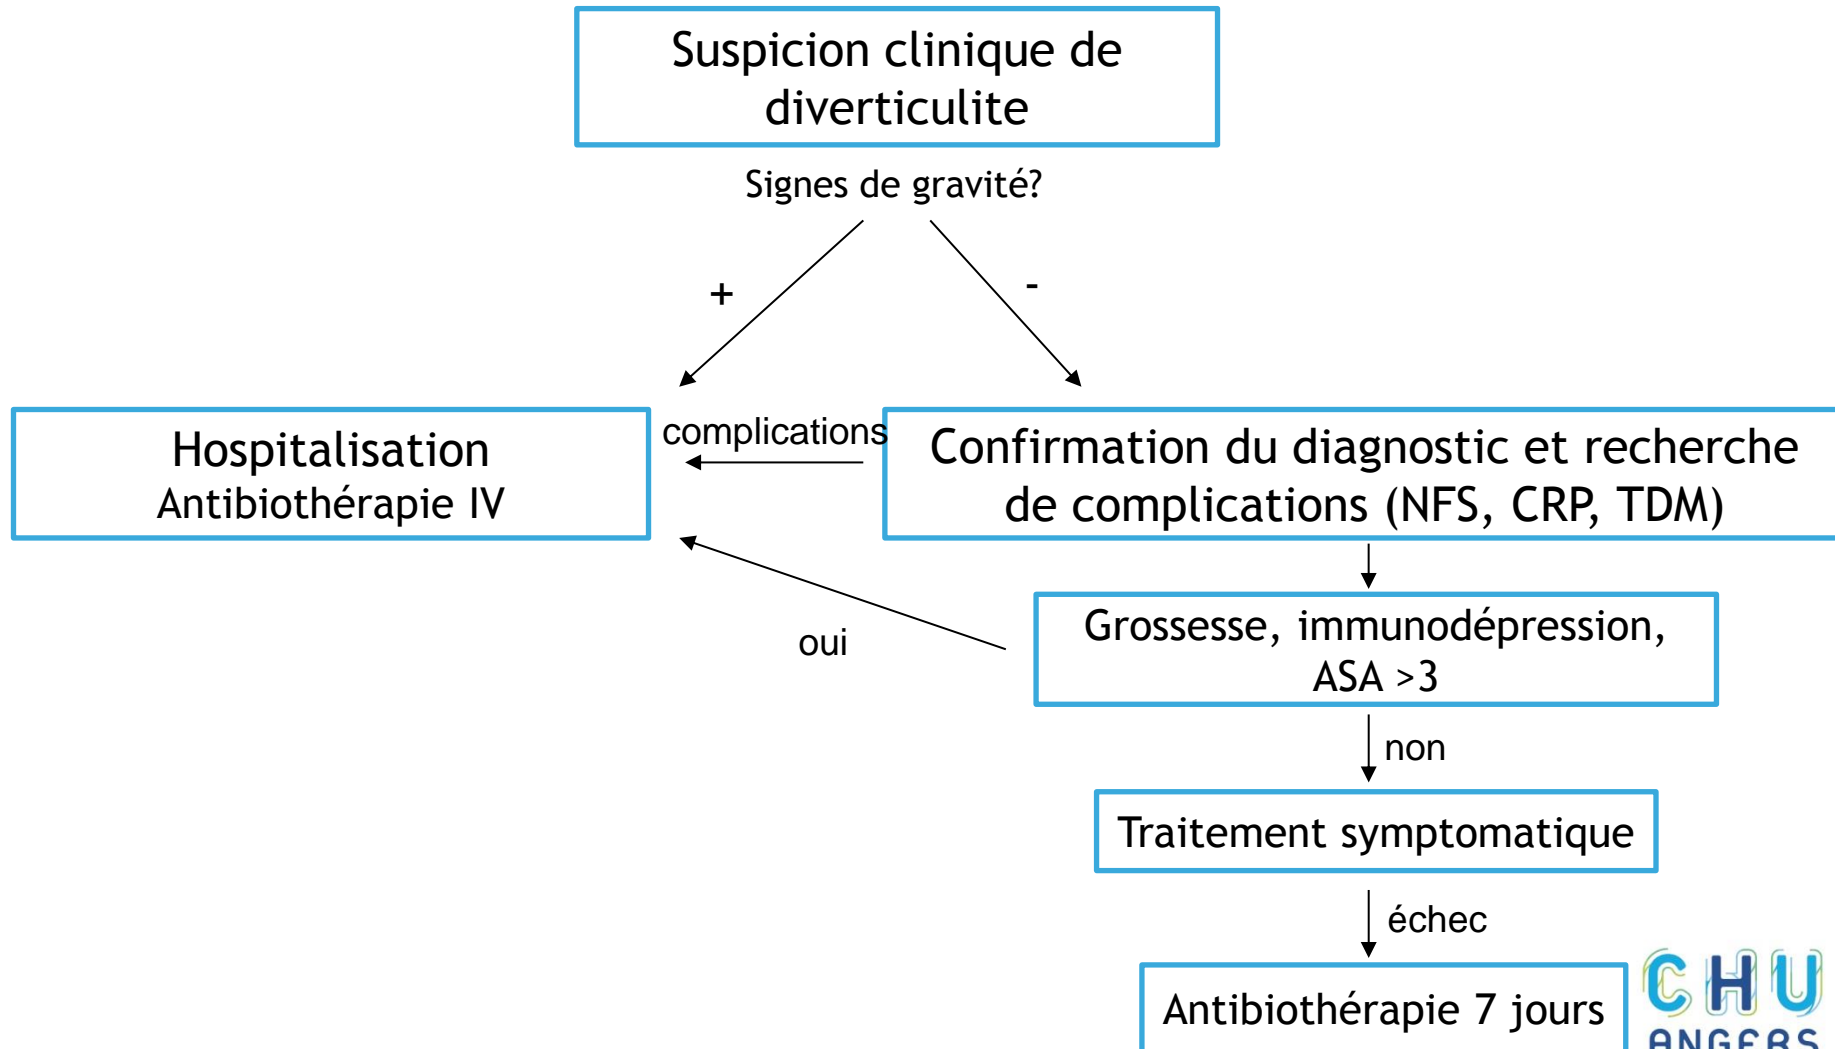 Suspicion clinique de
diverticulite
Signes de gravité?
+
-
Hospitalisation
Antibiothérapie IV
complications
Confirmation du diagnostic et recherche
de complications (NFS, CRP, TDM)
oui
Grossesse, immunodépression,
ASA >3
non
Traitement symptomatique
échec
Antibiothérapie 7 jours
CHU
ANGERS